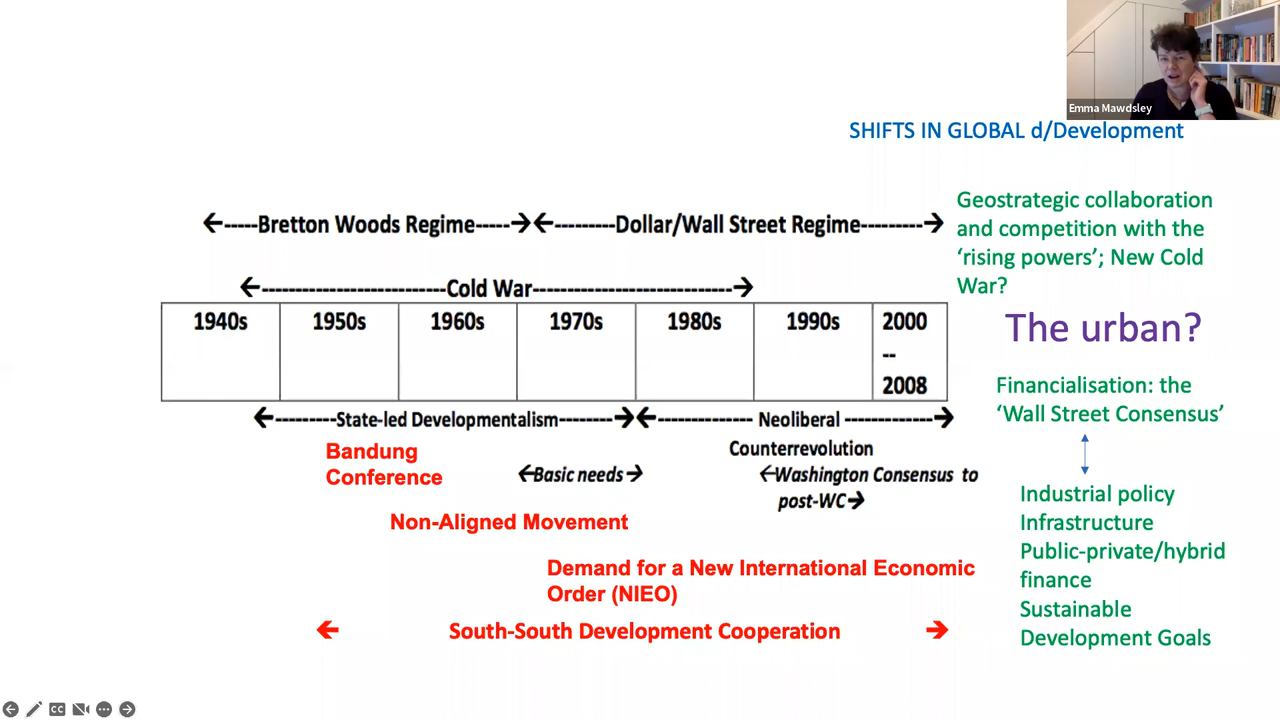 Emma Mawdsley
SHIFTS IN GLOBAL d/Development
←-----Bretton Woods Regime-----→←---------Dollar/Wall Street Regime---------→
Geostrategic collaboration
and competition with the
‘rising powers’; New Cold
War?
←---------------------------Cold War-----------------------------→
1940s 1950s 1960s 1970s 1980s 1990s 2000
--
2008
The urban?
Financialisation: the
‘Wall Street Consensus’
←---------State-led Developmentalism-------→←------------- Neoliberal ------------→
Counterrevolution
Bandung
Conference
←Basic needs→
←Washington Consensus to
post-WC→
Non-Aligned Movement
Demand for a New International Economic
Order (NIEO)
← South-South Development Cooperation →
Industrial policy
Infrastructure
Public-private/hybrid
finance
Sustainable
Development Goals
CC